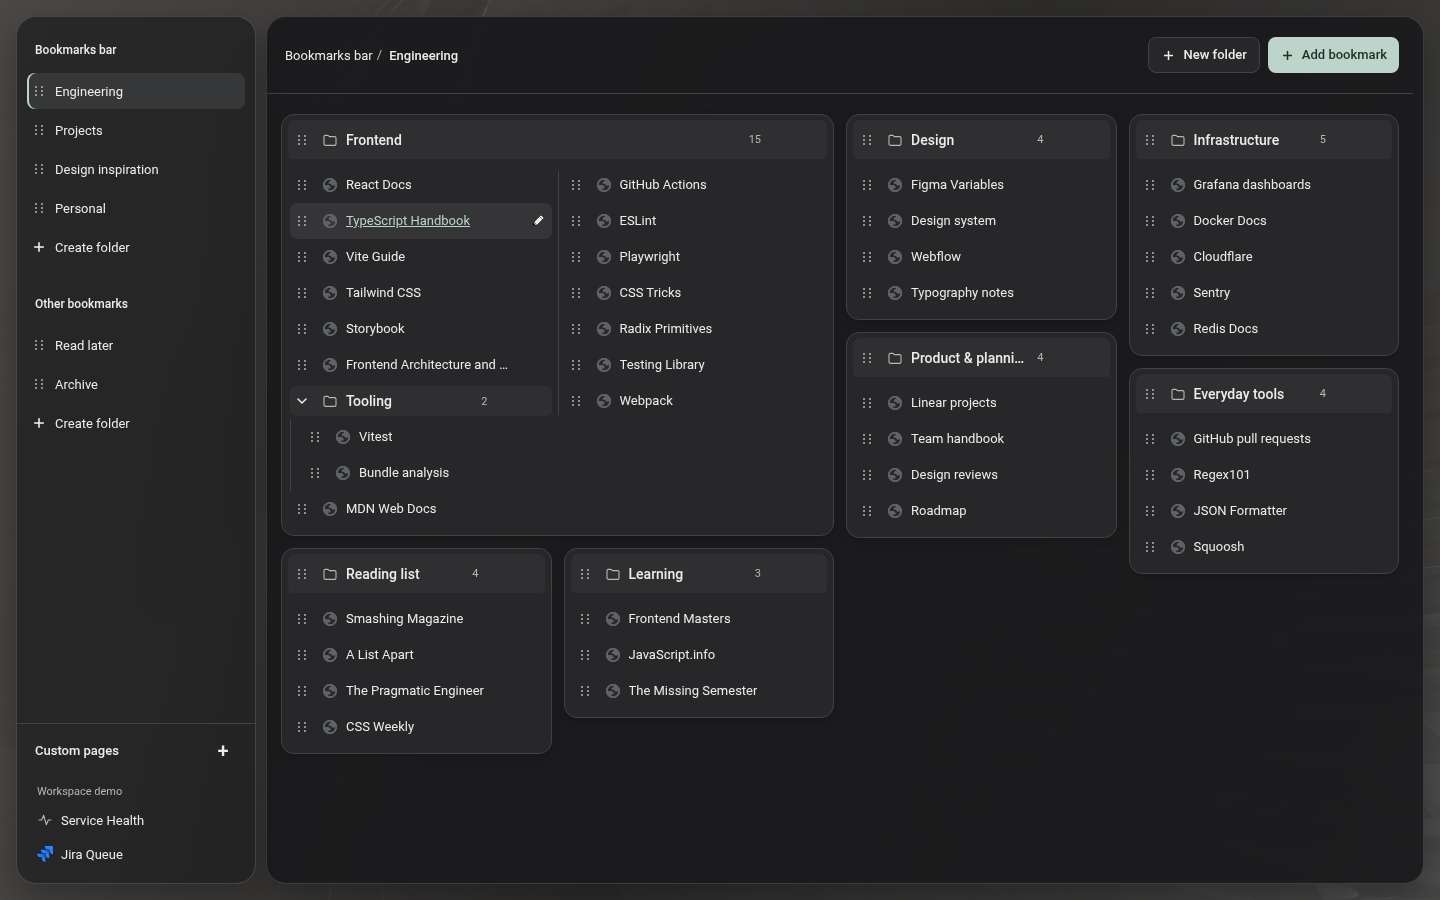 Bookmarks bar
Engineering
Projects
Design inspiration
Personal
Create folder
Other bookmarks
Read later
Archive
Create folder
Custom pages
Workspace demo
Service Health
Jira Queue
Bookmarks bar / Engineering
New folder
Add bookmark
Frontend 15
React Docs
TypeScript Handbook
Vite Guide
Tailwind CSS
Storybook
Frontend Architecture and ...
Tooling 2
Vitest
Bundle analysis
MDN Web Docs
GitHub Actions
ESLint
Playwright
CSS Tricks
Radix Primitives
Testing Library
Webpack
Design 4
Figma Variables
Design system
Webflow
Typography notes
Infrastructure 5
Grafana dashboards
Docker Docs
Cloudflare
Sentry
Redis Docs
Product & planni... 4
Linear projects
Team handbook
Design reviews
Roadmap
Everyday tools 4
GitHub pull requests
Regex101
JSON Formatter
Squoosh
Reading list 4
Smashing Magazine
A List Apart
The Pragmatic Engineer
CSS Weekly
Learning 3
Frontend Masters
JavaScript.info
The Missing Semester